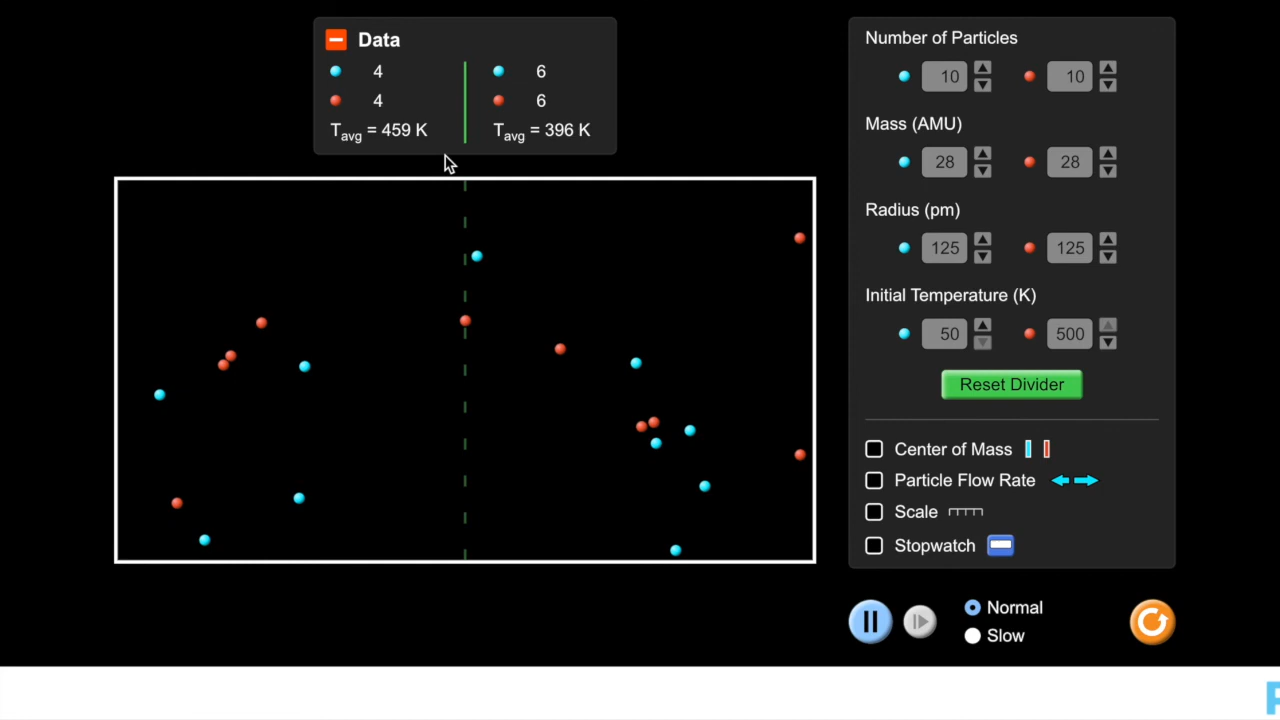 Data
4 6
4 6
Tavg = 459 K Tavg = 396 K
Number of Particles
10 10
Mass (AMU)
28 28
Radius (pm)
125 125
Initial Temperature (K)
50 500
Reset Divider
Center of Mass
Particle Flow Rate
Scale
Stopwatch
Normal
Slow